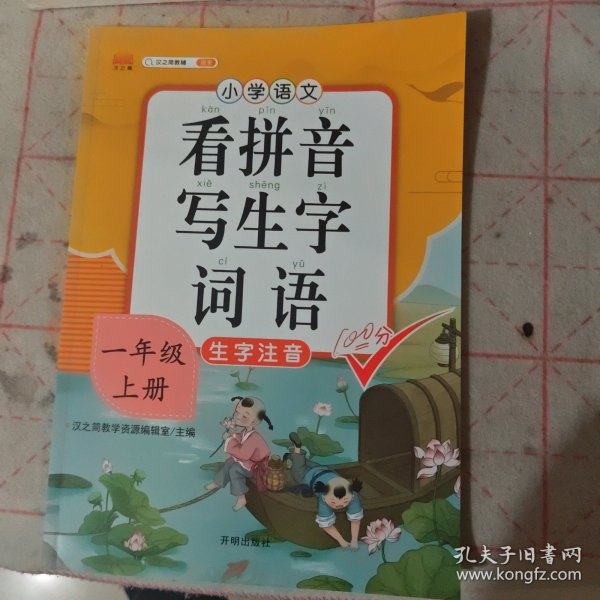 汉之简
汉之简教辅
小学语文
kàn pīn yīn
看拼音
xiě shēng zì
写生字
cí yǔ
词语
生字注音
100分
一年级
上册
汉之简教学资源编辑室/主编
开明出版社
孔夫子旧书网
www.kongfz.com